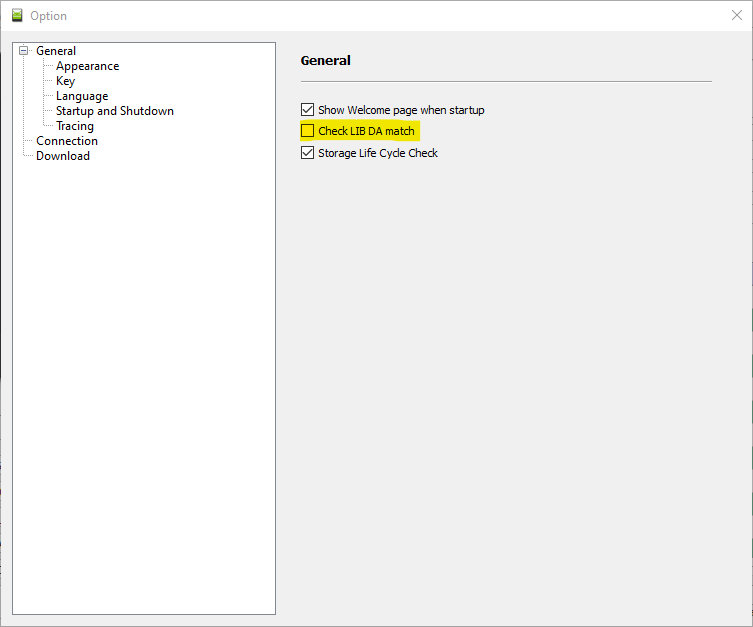 Option
General
Appearance
Key
Language
Startup and Shutdown
Tracing
Connection
Download
General
Show Welcome page when startup
Check LIB DA match
Storage Life Cycle Check